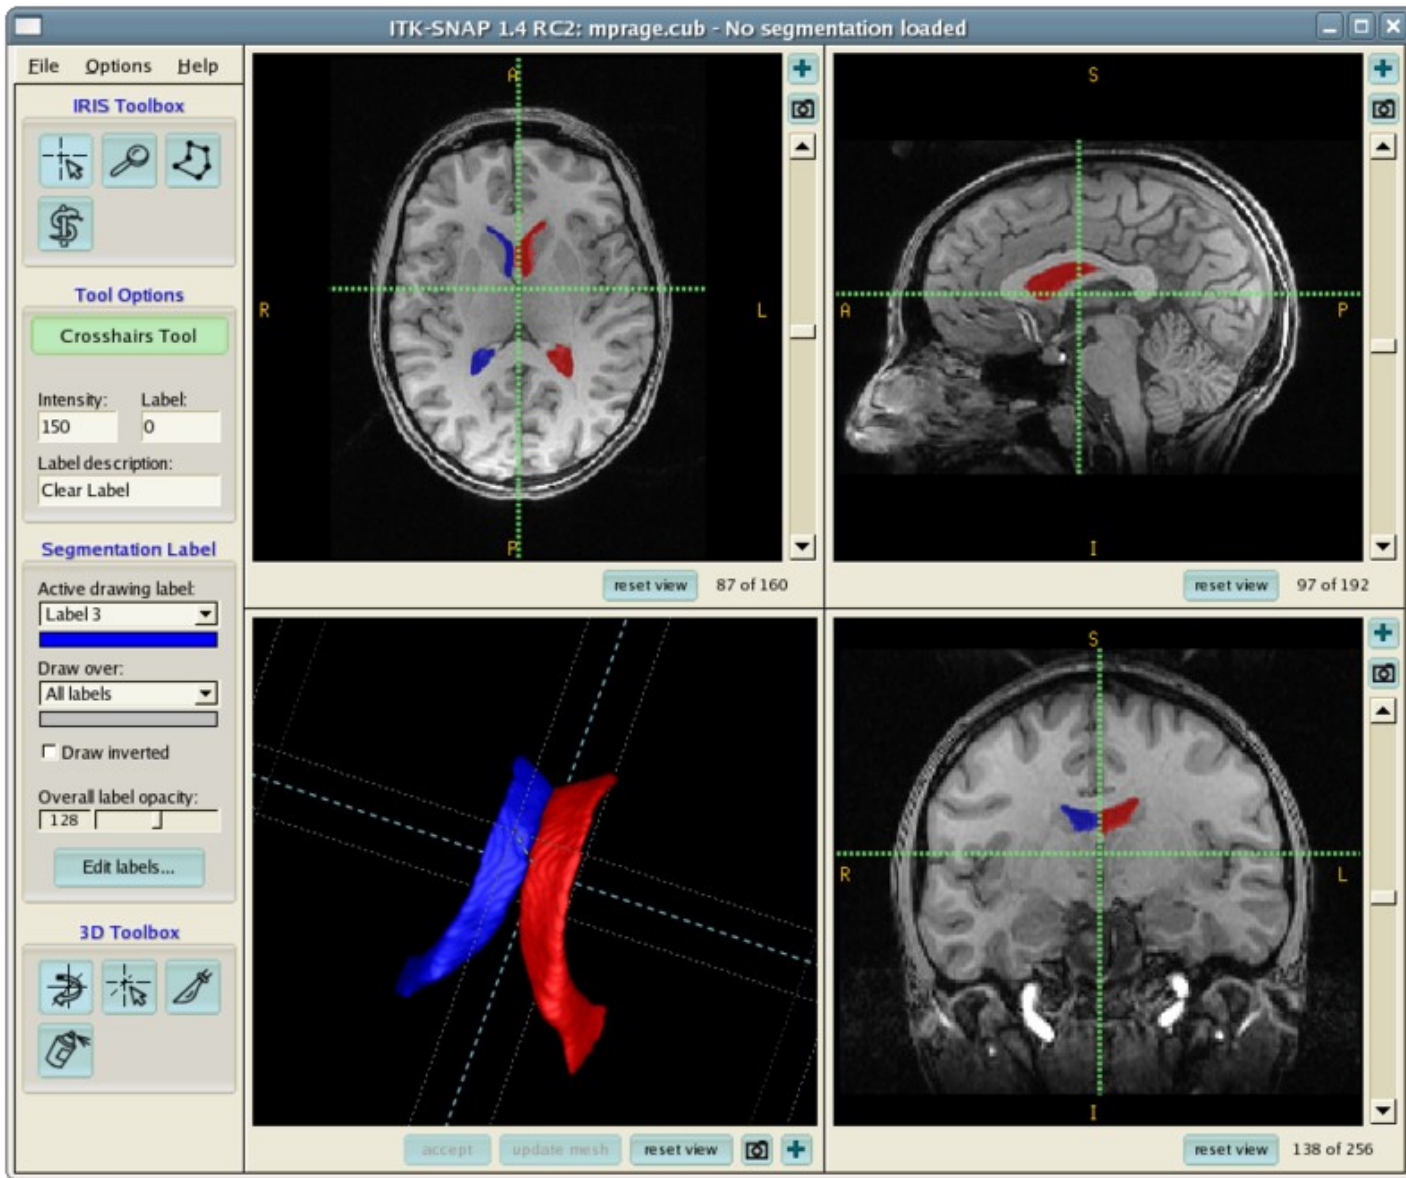 ITK-SNAP 1.4 RC2: mprage.cub - No segmentation loaded
File Options Help
IRIS Toolbox
Tool Options
Crosshairs Tool
Intensity: Label:
150 0
Label description:
Clear Label
Segmentation Label
Active drawing label:
Label 3
Draw over:
All labels
Draw inverted
Overall label opacity:
128
Edit labels...
3D Toolbox
A
R L
P
reset view 87 of 160
S
A P
I
reset view 97 of 192
accept update mesh reset view
S
R L
I
reset view 138 of 256